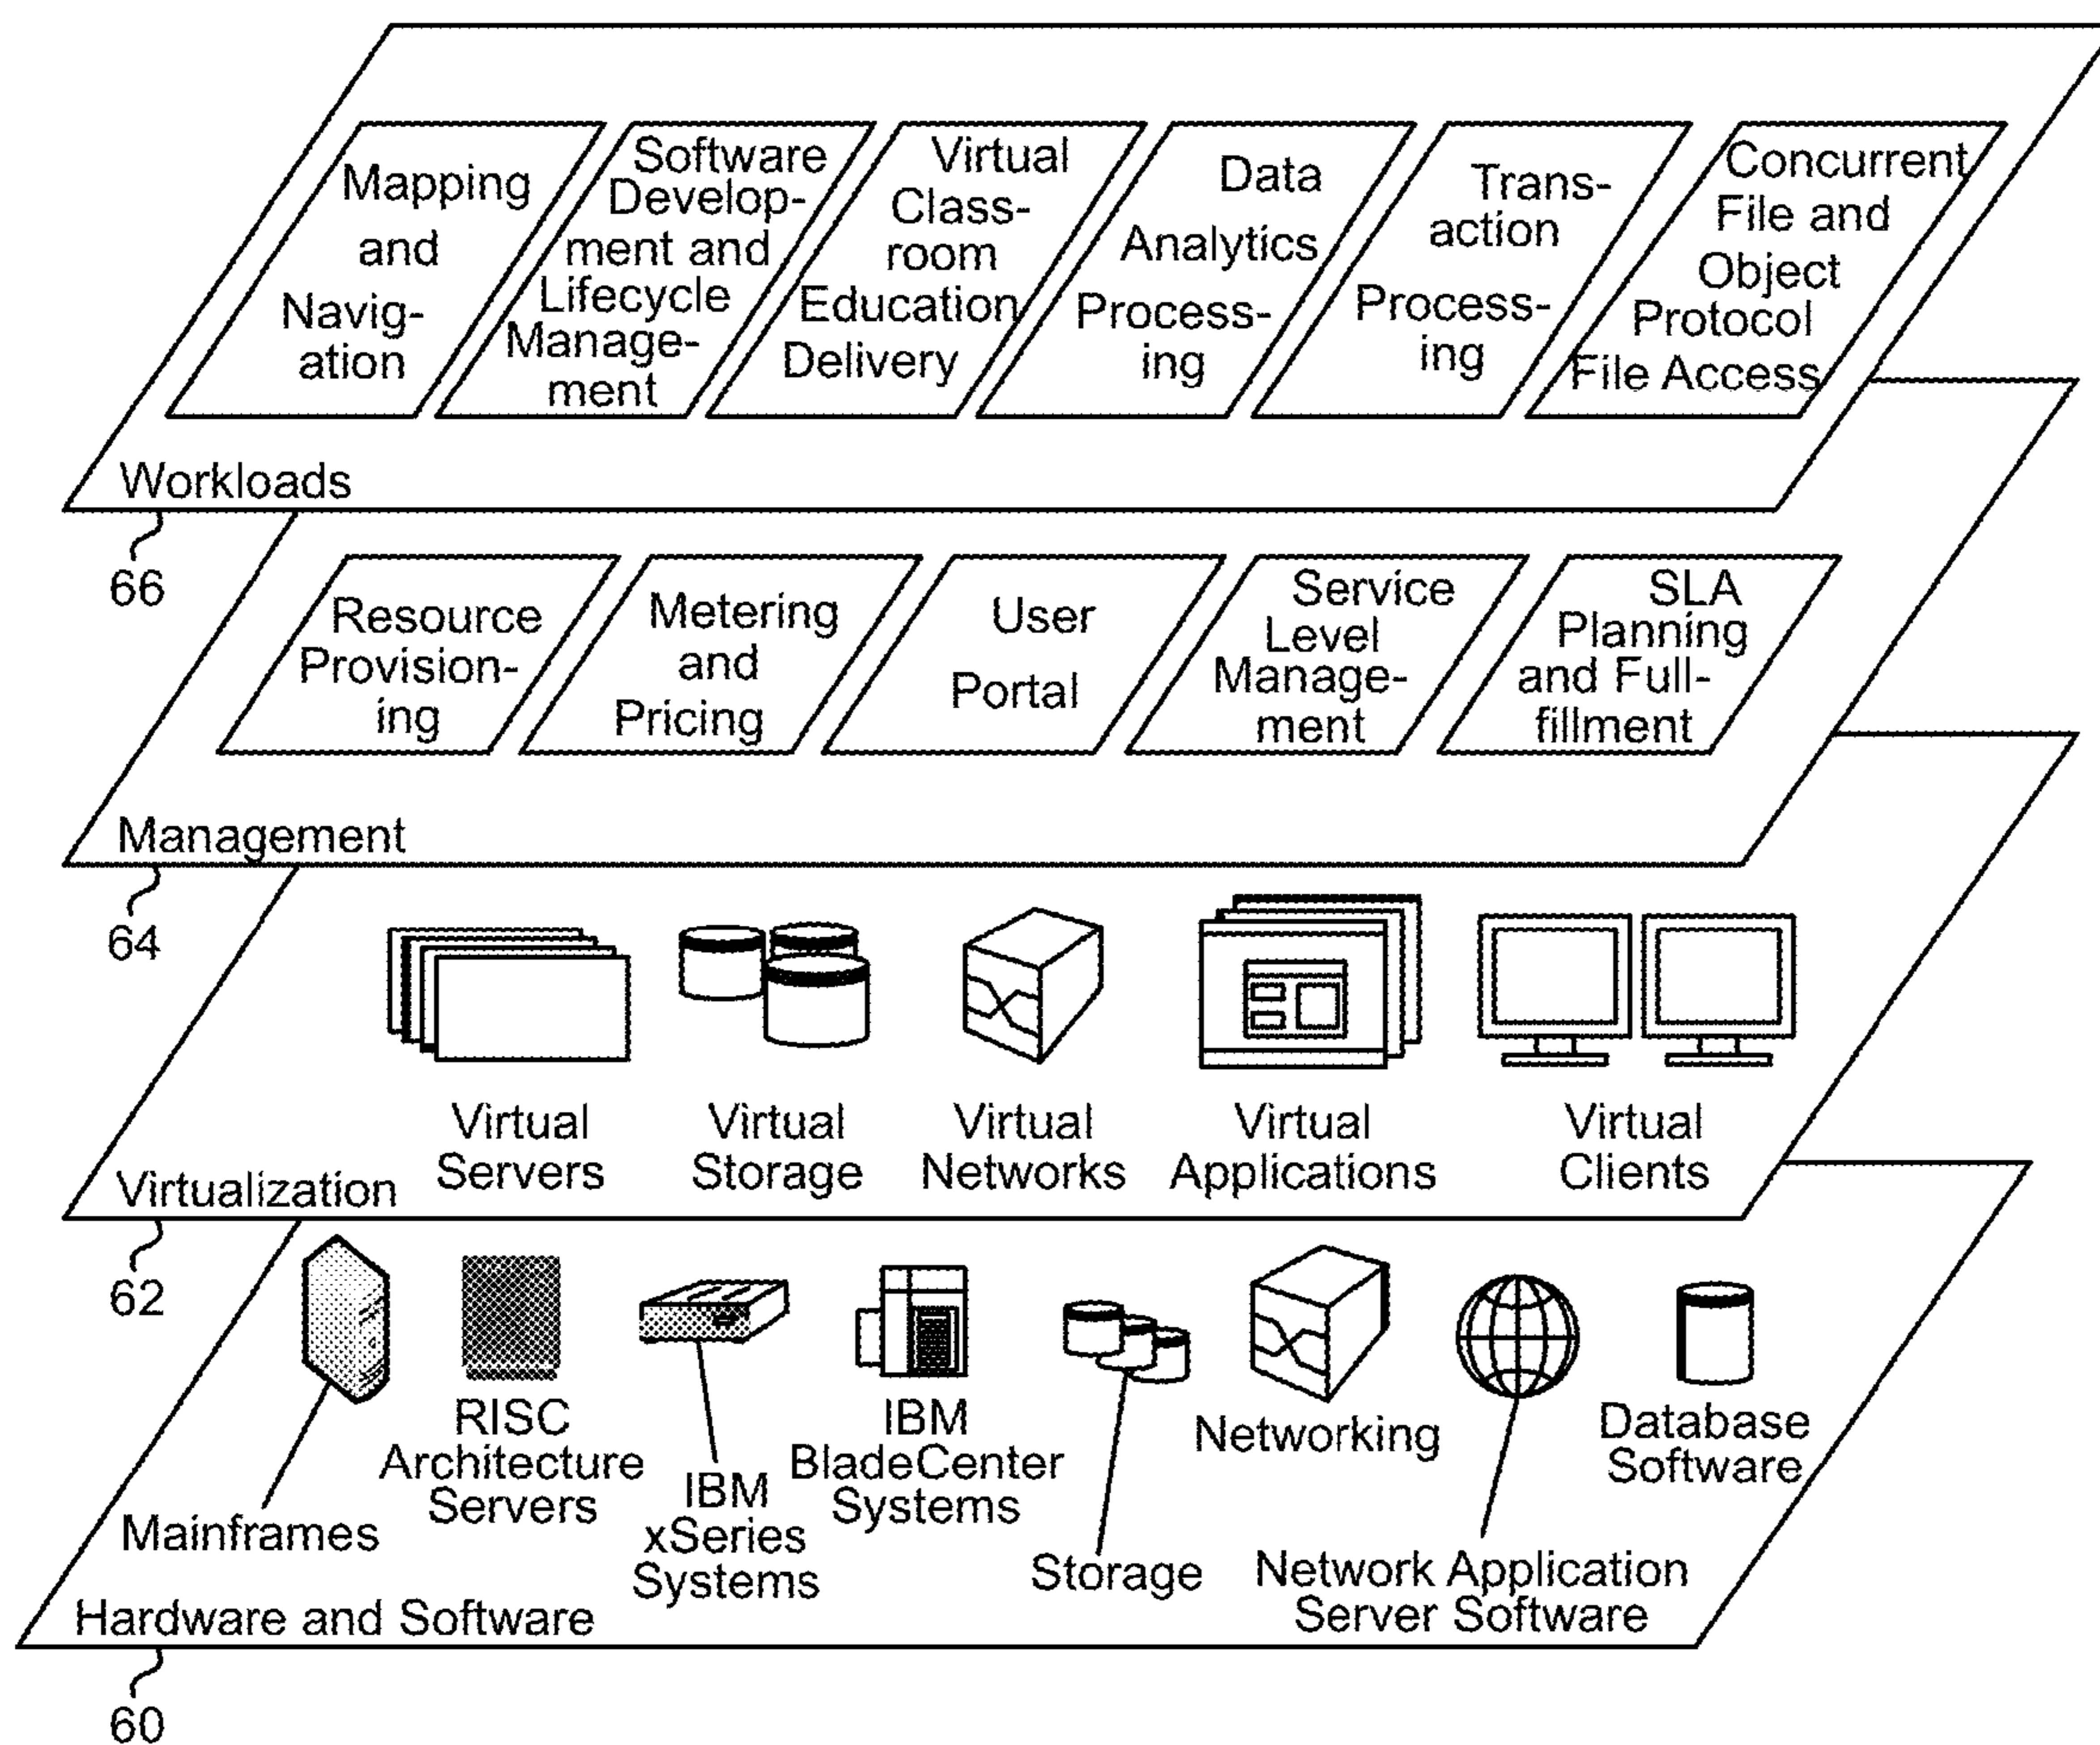 Mapping
and
Navig-
ation
Software
Develop-
ment and
Lifecycle
Manage-
ment
Virtual
Class-
room
Education
Delivery
Data
Analytics
Process-
ing
Trans-
action
Process-
ing
Concurrent
File and
Object
Protocol
File Access
Workloads
66
Resource
Provision-
ing
Metering
and
Pricing
User
Portal
Service
Level
Manage-
ment
SLA
Planning
and Full-
fillment
Management
64
Virtual
Servers
Virtual
Storage
Virtual
Networks
Virtual
Applications
Virtual
Clients
Virtualization
62
Mainframes
RISC
Architecture
Servers
IBM
xSeries
Systems
IBM
BladeCenter
Systems
Storage
Networking
Network Application
Server Software
Database
Software
Hardware and Software
60